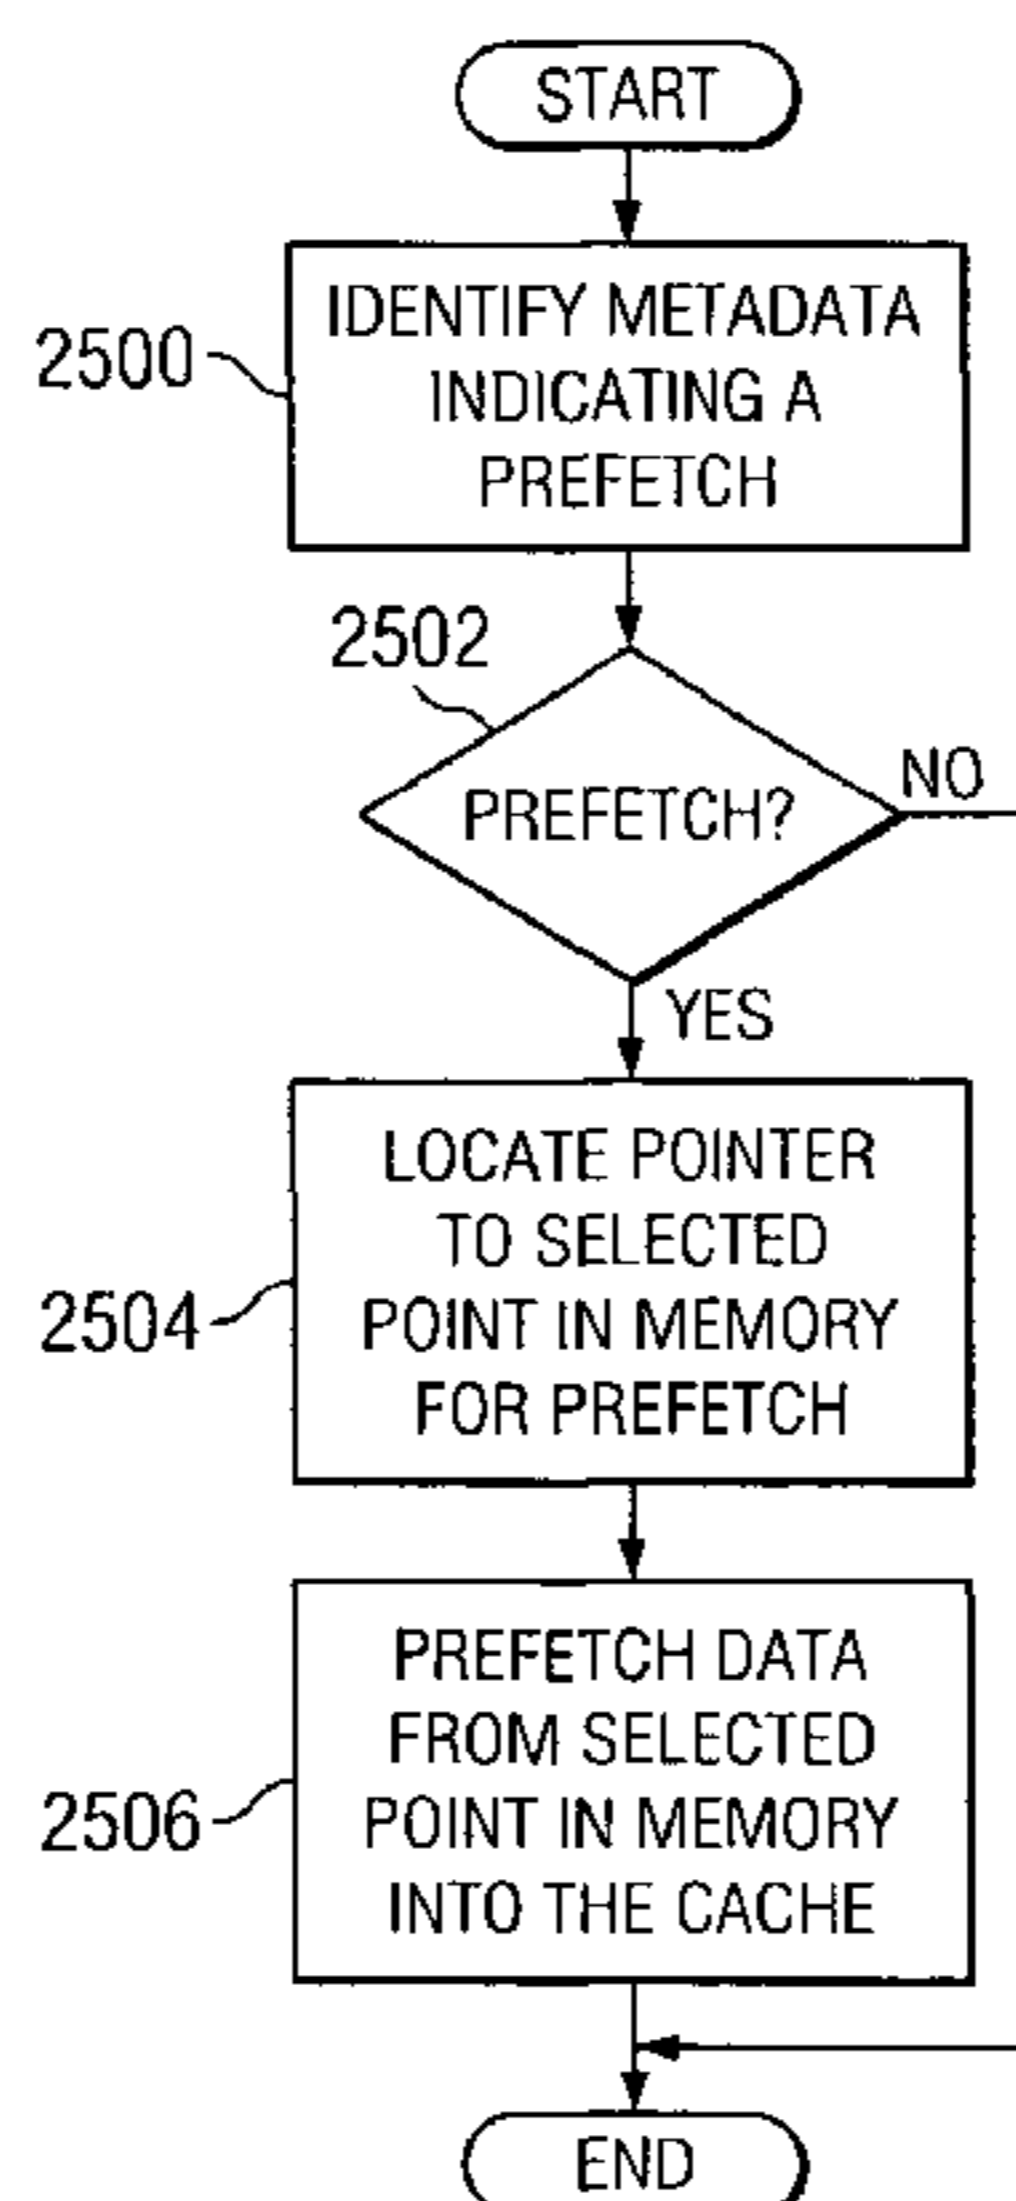 START
IDENTIFY METADATA
INDICATING A
PREFETCH
2500
2502
PREFETCH?
NO
YES
LOCATE POINTER
TO SELECTED
POINT IN MEMORY
FOR PREFETCH
2504
PREFETCH DATA
FROM SELECTED
POINT IN MEMORY
INTO THE CACHE
2506
END